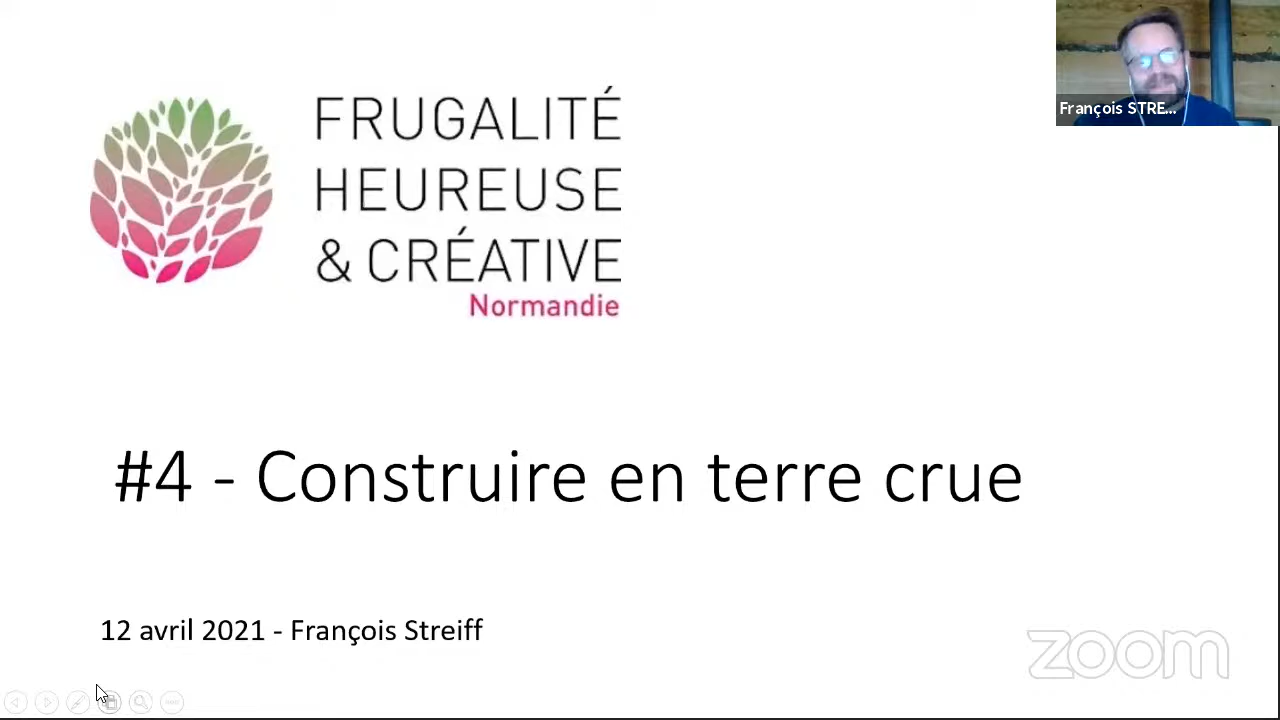 FRUGALITÉ
HEUREUSE
& CRÉATIVE
Normandie
François STRE...
#4 - Construire en terre crue
12 avril 2021 - François Streiff
zoom